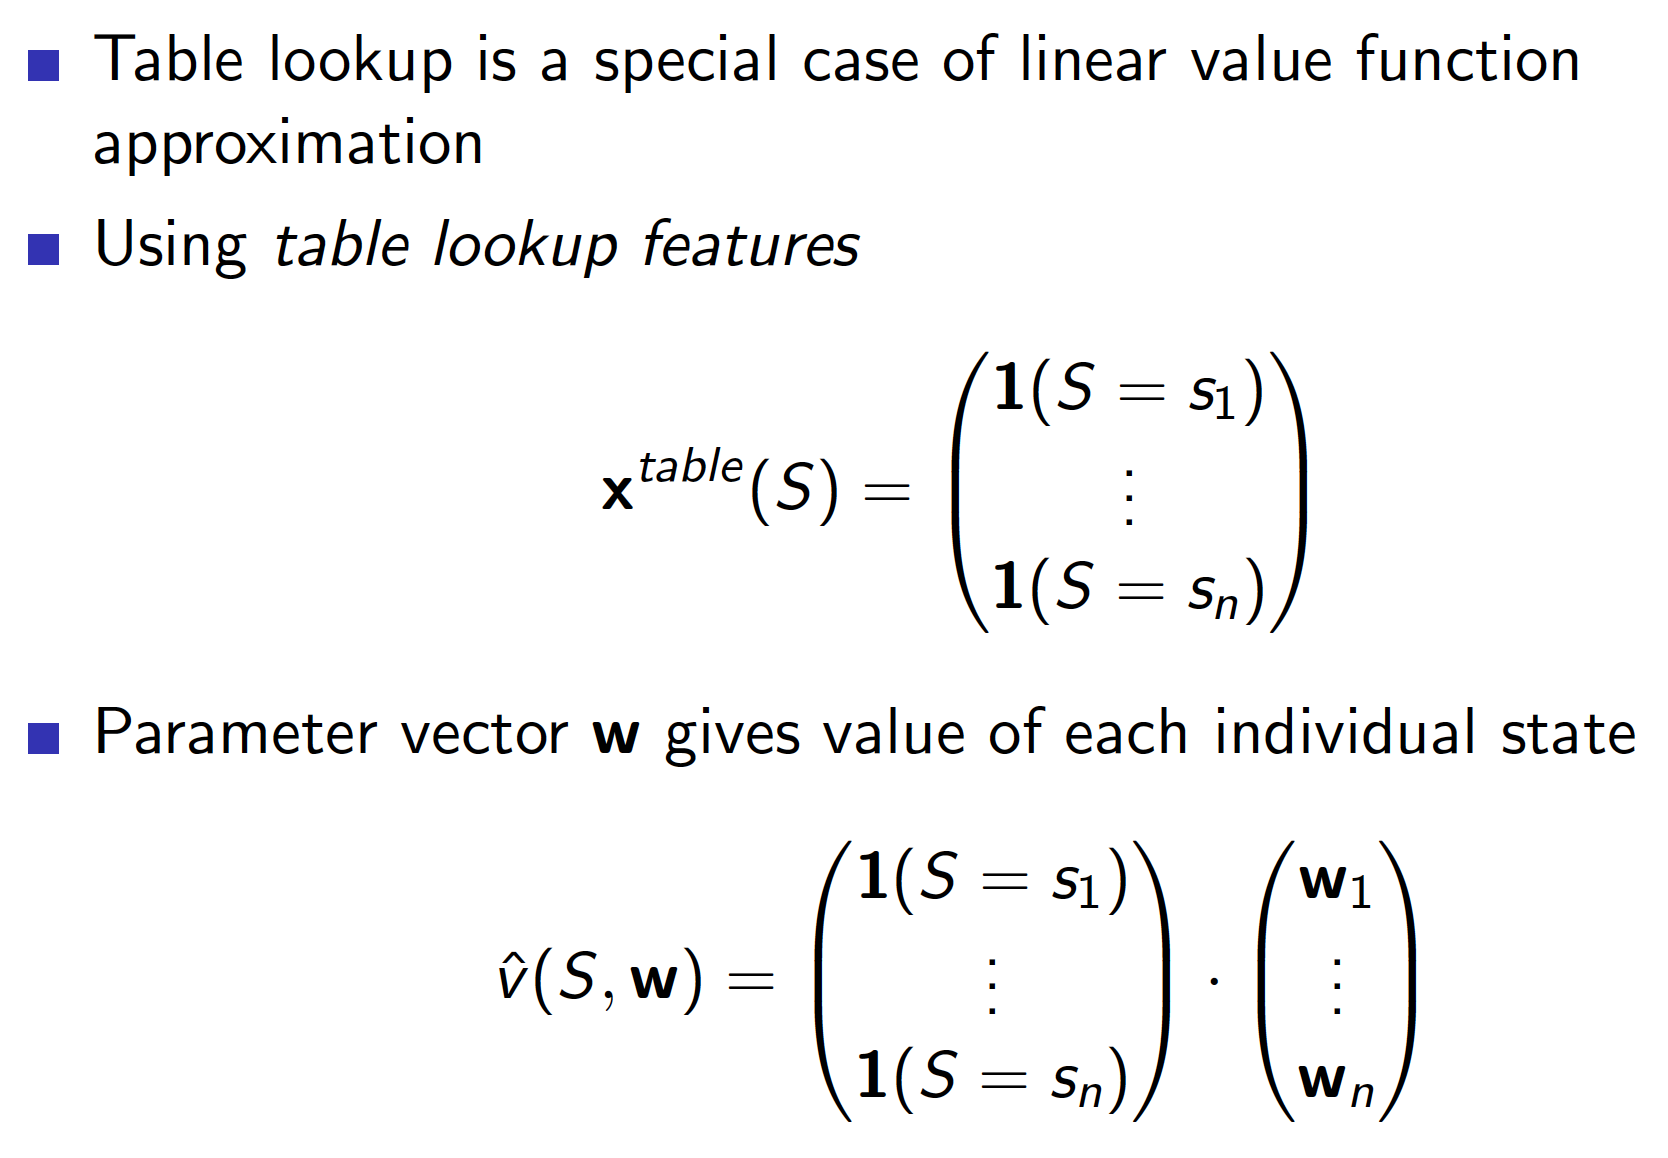 Table lookup is a special case of linear value function
approximation
Using table lookup features
$\mathbf{x}^{table}(S) = \begin{pmatrix} \mathbf{1}(S = s_1) \\ \vdots \\ \mathbf{1}(S = s_n) \end{pmatrix}$
Parameter vector w gives value of each individual state
$\hat{v}(S, \mathbf{w}) = \begin{pmatrix} \mathbf{1}(S = s_1) \\ \vdots \\ \mathbf{1}(S = s_n) \end{pmatrix} \cdot \begin{pmatrix} \mathbf{w}_1 \\ \vdots \\ \mathbf{w}_n \end{pmatrix}$